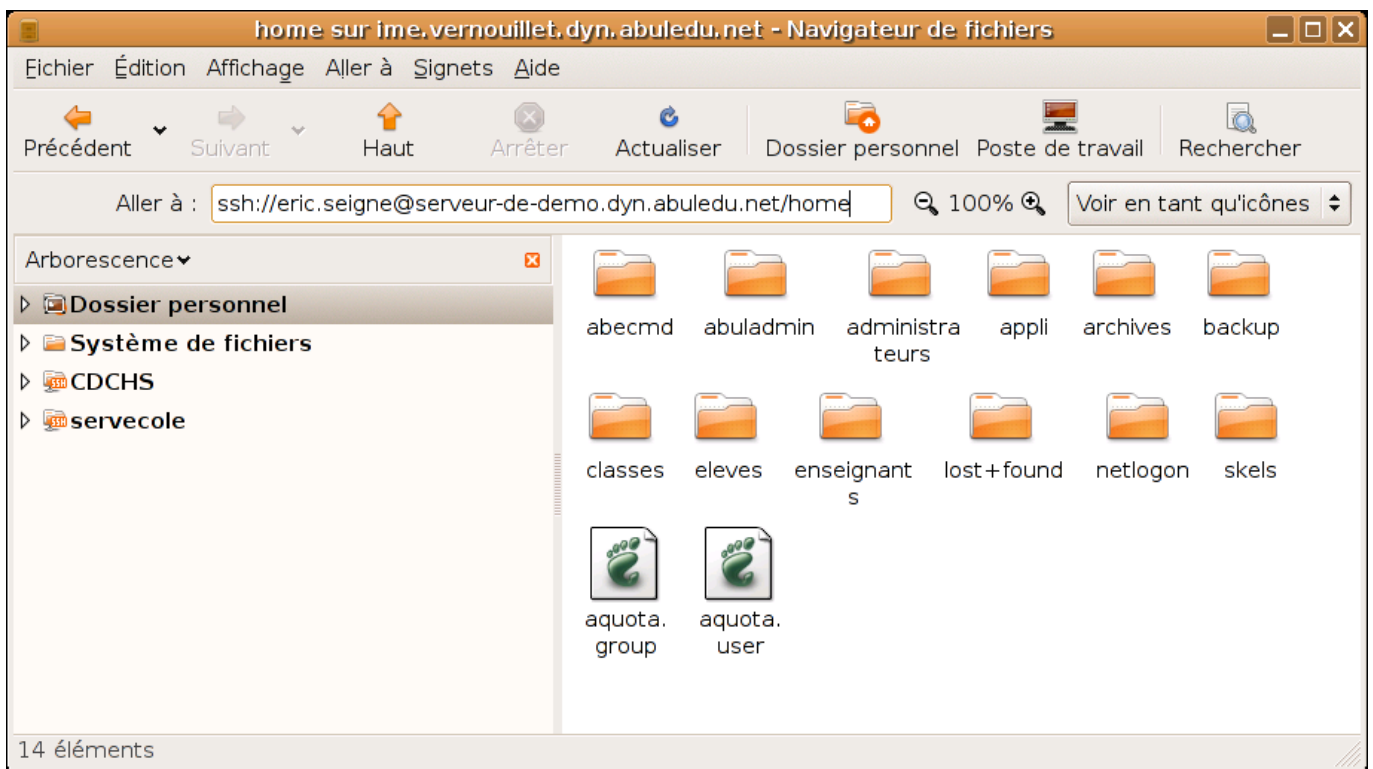 home sur ime.vernouillet.dyn.abuledu.net - Navigateur de fichiers
Fichier Édition Affichage Aller à Signets Aide
Précédent Suivant Haut Arrêter Actualiser Dossier personnel Poste de travail Rechercher
Aller à : ssh://eric.seigne@serveur-de-demo.dyn.abuledu.net/home 100% Voir en tant qu'icônes
Arborescence
Dossier personnel
Système de fichiers
SSH CDCHS
SSH servecole
abecmd abuladmin administra appli archives backup
teurs
classes eleves enseignant lost+found netlogon skels
s
aquota. aquota.
group user
14 éléments